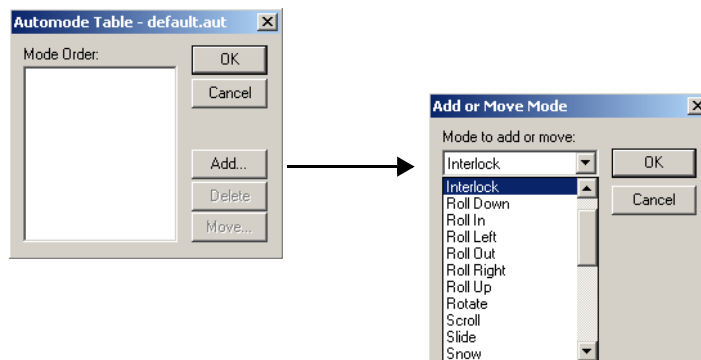 Automode Table - default.aut
Mode Order:
OK
Cancel
Add...
Delete
Move...
Add or Move Mode
Mode to add or move:
Interlock
OK
Cancel
Interlock
Roll Down
Roll In
Roll Left
Roll Out
Roll Right
Roll Up
Rotate
Scroll
Slide
Snow